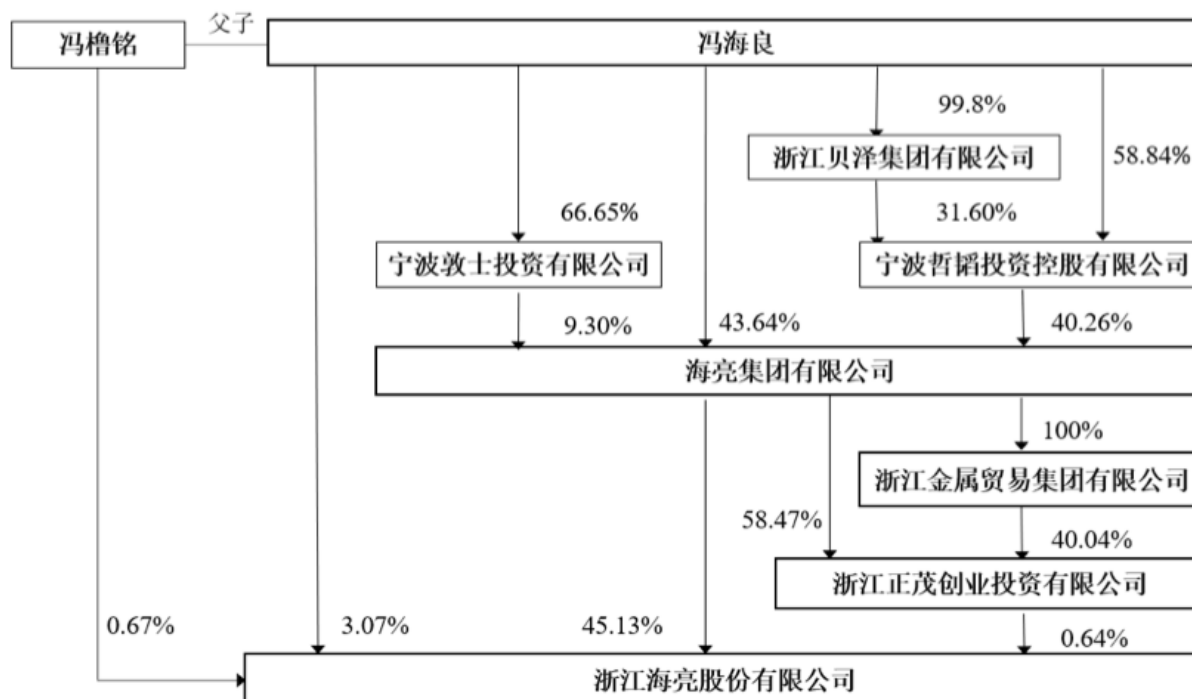 父子
冯橹铭
冯海良
99.8%
浙江贝泽集团有限公司
58.84%
66.65%
31.60%
宁波敦士投资有限公司
宁波哲韬投资控股有限公司
9.30%
43.64%
40.26%
海亮集团有限公司
100%
浙江金属贸易集团有限公司
58.47%
40.04%
浙江正茂创业投资有限公司
0.67%
3.07%
45.13%
0.64%
浙江海亮股份有限公司